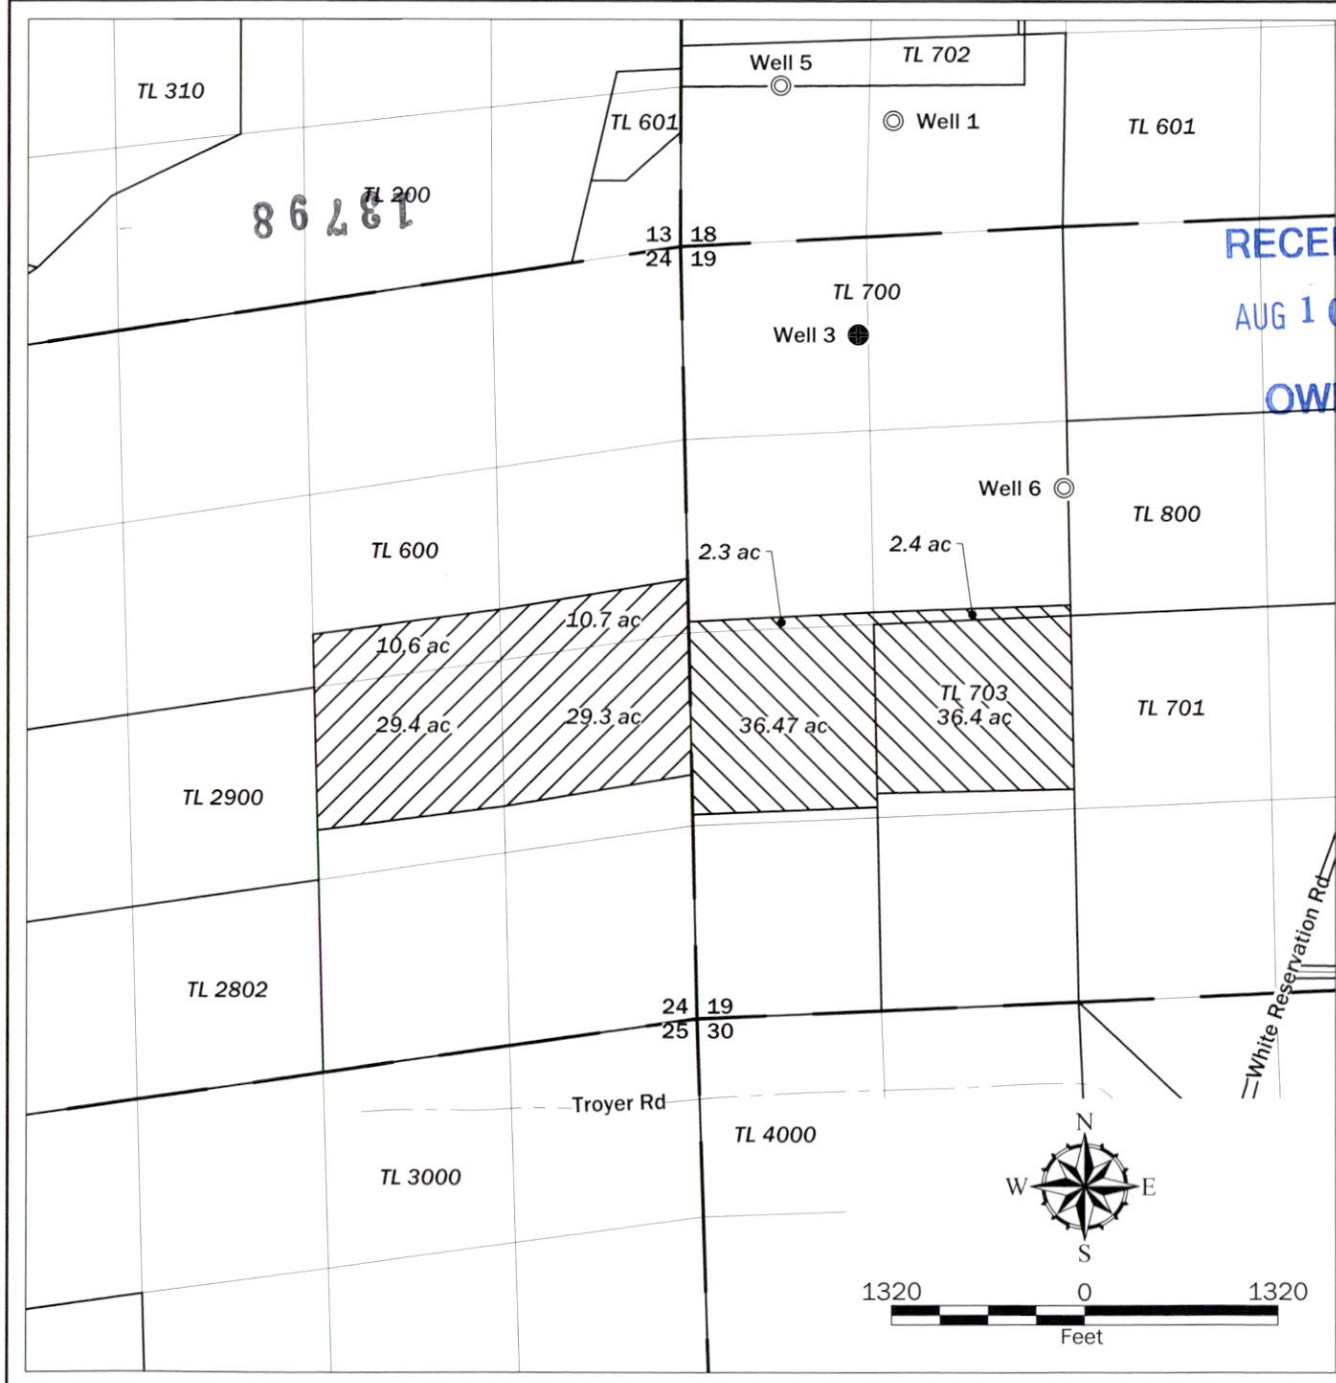 Well 5
TL 702
TL 310
TL 601
Well 1
TL 601
TL 200
13798
13 18
24 19
RECE
AUG 1
TL 700
Well 3
OW
Well 6
TL 800
TL 600
2.3 ac
2.4 ac
10.6 ac
10.7 ac
29.4 ac
29.3 ac
36.47 ac
TL 703
36.4 ac
TL 701
TL 2900
White Reservation Rd
TL 2802
24 19
25 30
Troyer Rd
TL 4000
TL 3000
N
W
E
S
1320 0 1320
Feet